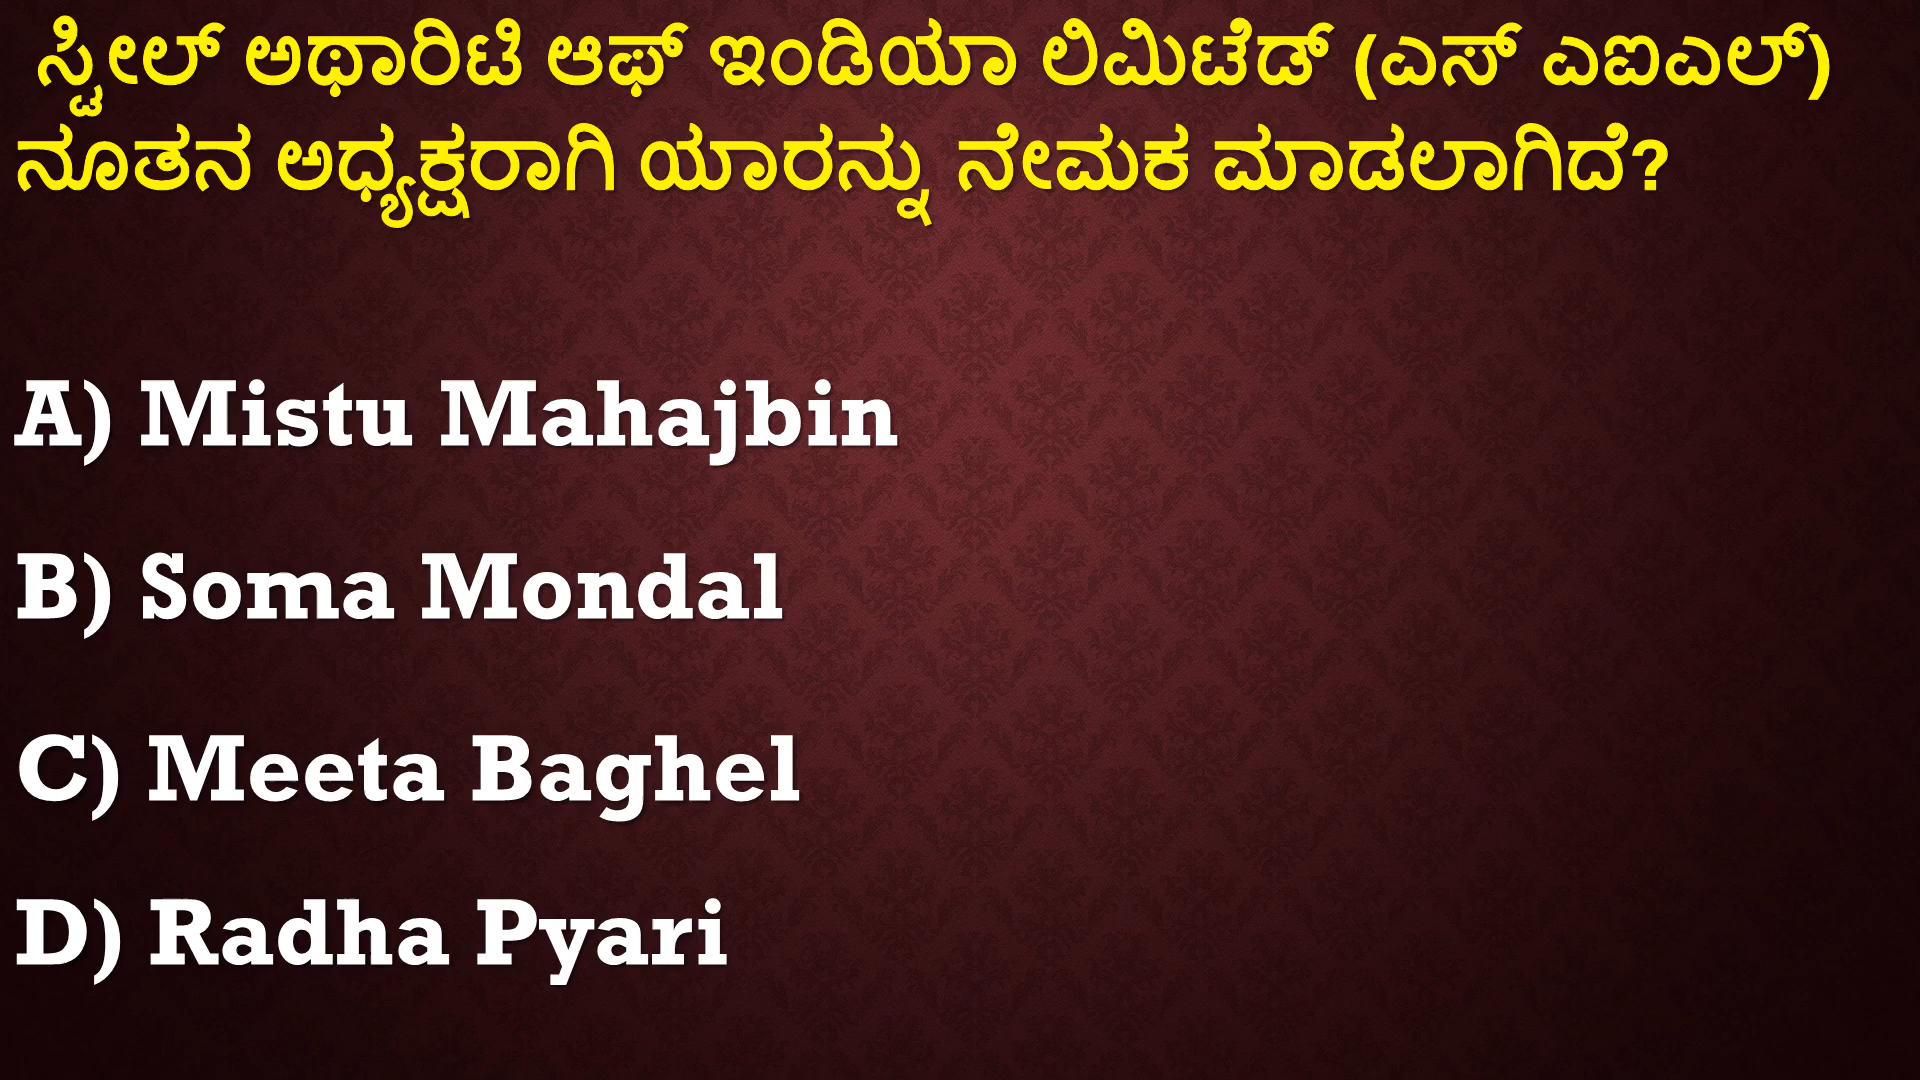 ಸ್ಟೀಲ್ ಅಥಾರಿಟಿ ಆಫ್ ಇಂಡಿಯಾ ಲಿಮಿಟೆಡ್ (ಎಸ್ ಎಐಎಲ್)
ನೂತನ ಅಧ್ಯಕ್ಷರಾಗಿ ಯಾರನ್ನು ನೇಮಕ ಮಾಡಲಾಗಿದೆ?
A) Mistu Mahajbin
B) Soma Mondal
C) Meeta Baghel
D) Radha Pyari